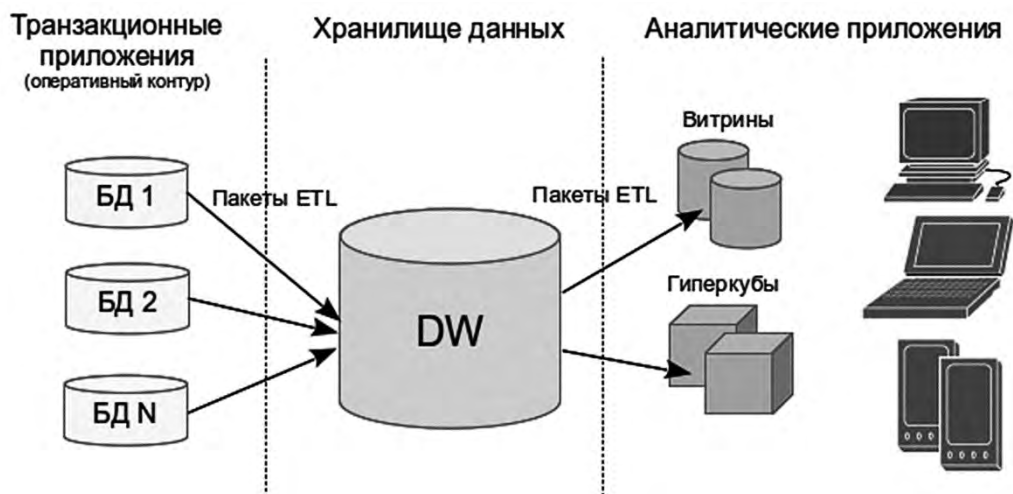 Транзакционные
приложения
(оперативный контур)
Хранилище данных
Аналитические приложения
БД 1
БД 2
БД N
Пакеты ETL
DW
Пакеты ETL
Витрины
Гиперкубы